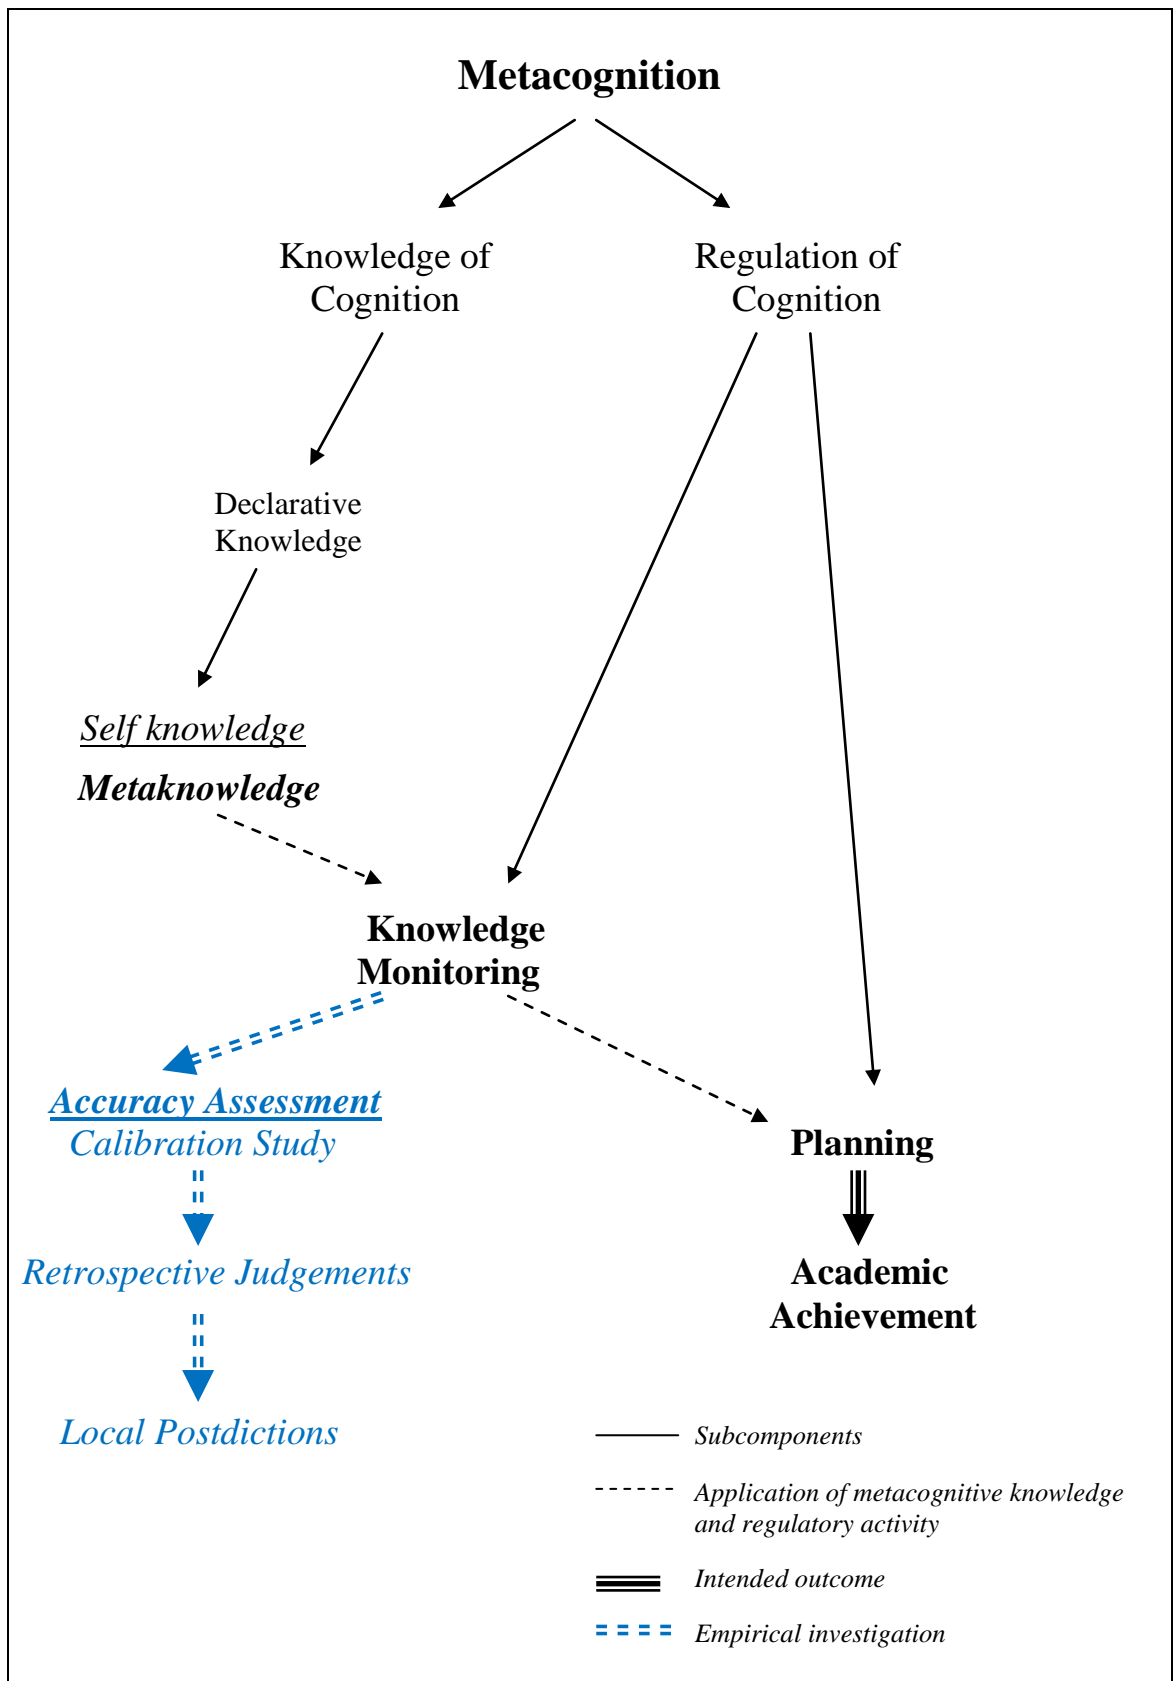 Metacognition
Knowledge of
Cognition
Regulation of
Cognition
Declarative
Knowledge
Self knowledge
Metaknowledge
Knowledge
Monitoring
Accuracy Assessment
Calibration Study
Planning
Retrospective Judgements
Academic
Achievement
Local Postdictions
Subcomponents
Application of metacognitive knowledge
and regulatory activity
Intended outcome
Empirical investigation